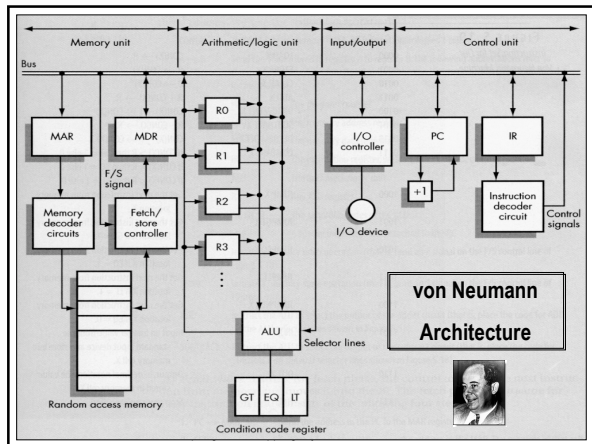 Memory unit
Arithmetic/logic unit
Input/output
Control unit
Bus
MAR
MDR
R0
R1
R2
R3
I/O
controller
PC
IR
F/S
signal
+1
Memory
decoder
circuits
Fetch/
store
controller
I/O device
Instruction
decoder
circuit
Control
signals
ALU
Selector lines
von Neumann
Architecture
GT
EQ
LT
Random access memory
Condition code register